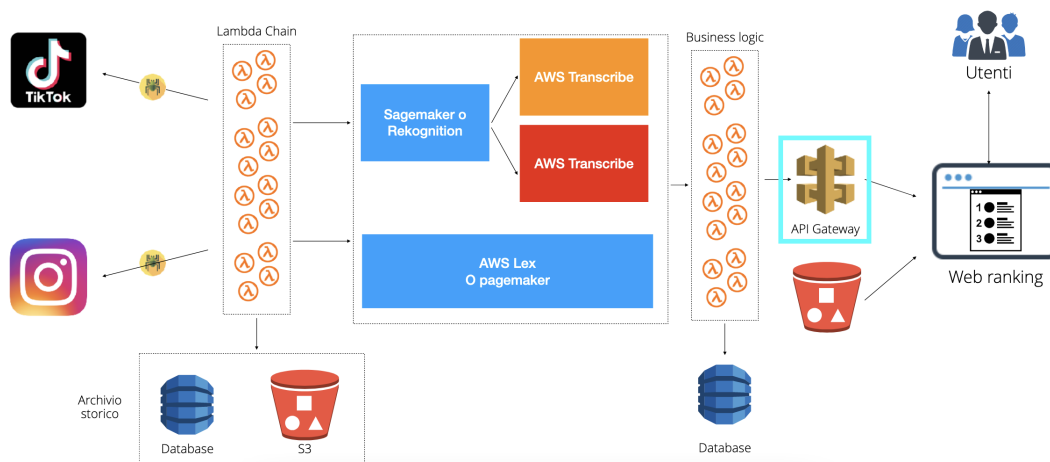 TikTok
Lambda Chain
Sagemaker o
Rekognition
AWS Transcribe
AWS Transcribe
AWS Lex
O pagemaker
Business logic
API Gateway
Utenti
1
2
3
Web ranking
Archivio
storico
Database
S3
Database